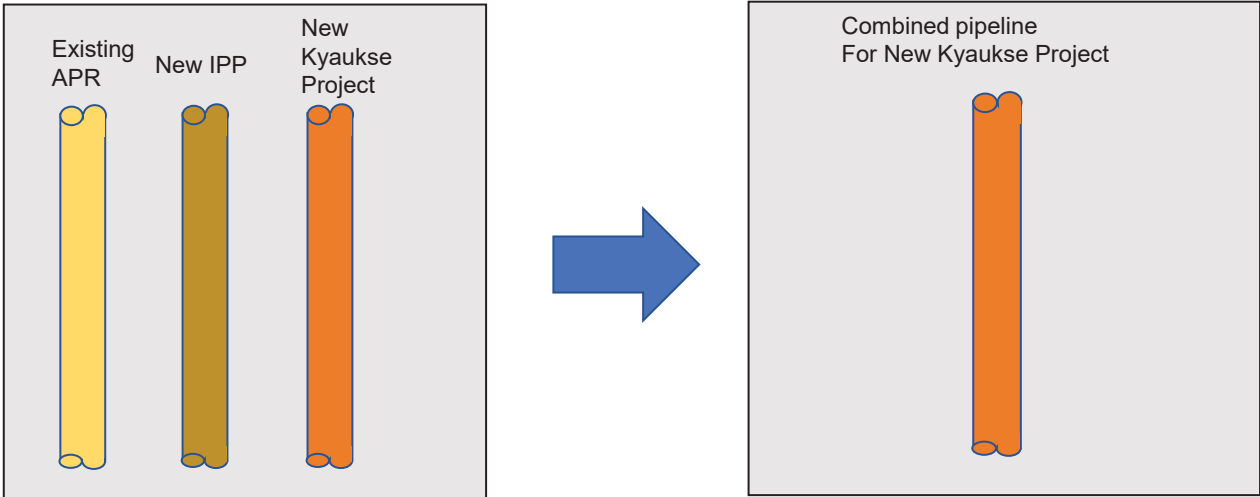 Existing
APR
New IPP
New
Kyaukse
Project
Combined pipeline
For New Kyaukse Project